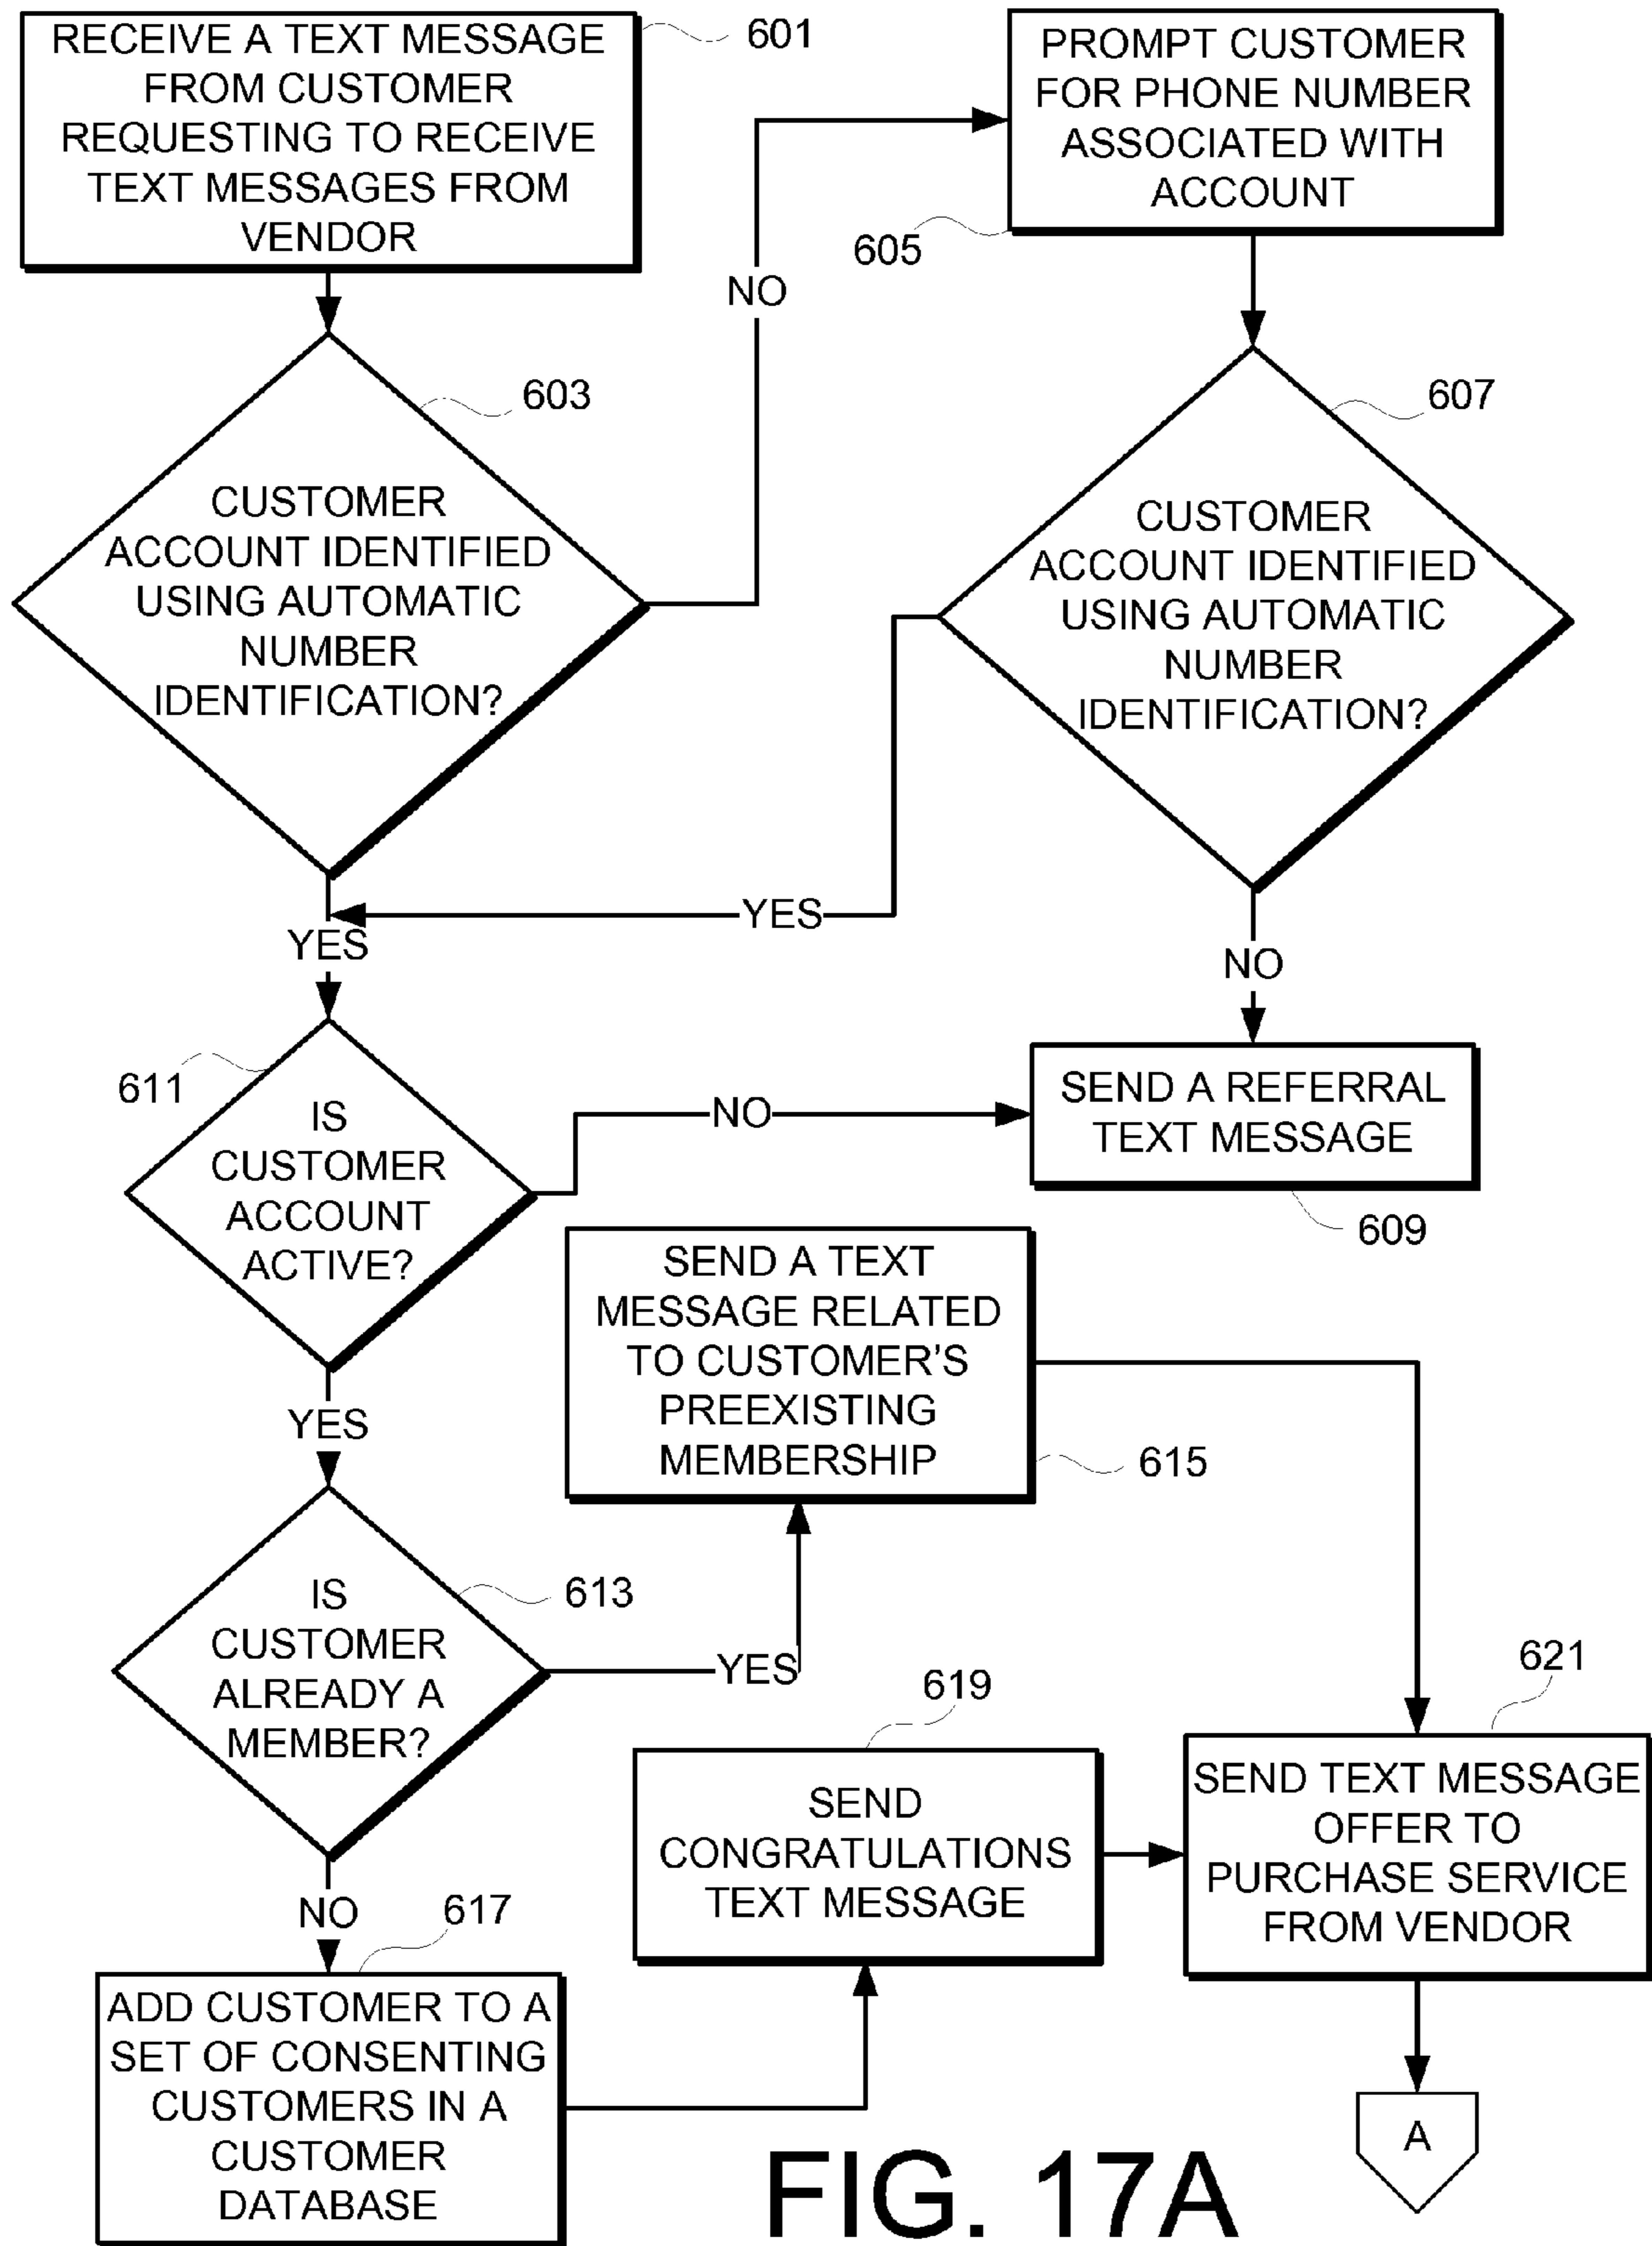 RECEIVE A TEXT MESSAGE
FROM CUSTOMER
REQUESTING TO RECEIVE
TEXT MESSAGES FROM
VENDOR
601
PROMPT CUSTOMER
FOR PHONE NUMBER
ASSOCIATED WITH
ACCOUNT
605
NO
603
CUSTOMER
ACCOUNT IDENTIFIED
USING AUTOMATIC
NUMBER
IDENTIFICATION?
607
CUSTOMER
ACCOUNT IDENTIFIED
USING AUTOMATIC
NUMBER
IDENTIFICATION?
YES
YES
NO
611
IS
CUSTOMER
ACCOUNT
ACTIVE?
NO
SEND A REFERRAL
TEXT MESSAGE
609
SEND A TEXT
MESSAGE RELATED
TO CUSTOMER'S
PREEXISTING
MEMBERSHIP
615
YES
613
IS
CUSTOMER
ALREADY A
MEMBER?
YES
619
SEND
CONGRATULATIONS
TEXT MESSAGE
621
SEND TEXT MESSAGE
OFFER TO
PURCHASE SERVICE
FROM VENDOR
NO
617
ADD CUSTOMER TO A
SET OF CONSENTING
CUSTOMERS IN A
CUSTOMER
DATABASE
A
FIG. 17A